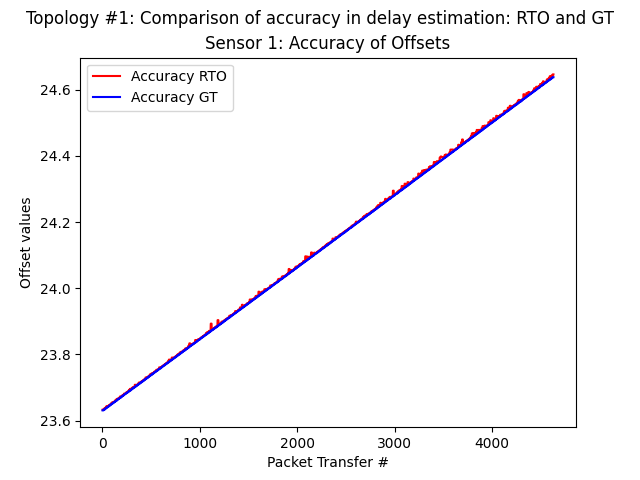 Topology #1: Comparison of accuracy in delay estimation: RTO and GT
Sensor 1: Accuracy of Offsets
Accuracy RTO
Accuracy GT
Offset values
24.6
24.4
24.2
24.0
23.8
23.6
0 1000 2000 3000 4000
Packet Transfer #